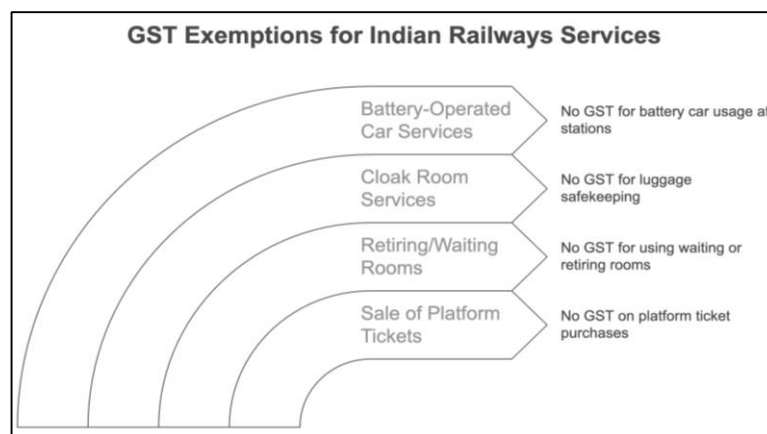 GST Exemptions for Indian Railways Services
Battery-Operated
Car Services
No GST for battery car usage at
stations
Cloak Room
Services
No GST for luggage
safekeeping
Retiring/Waiting
Rooms
No GST for using waiting or
retiring rooms
Sale of Platform
Tickets
No GST on platform ticket
purchases